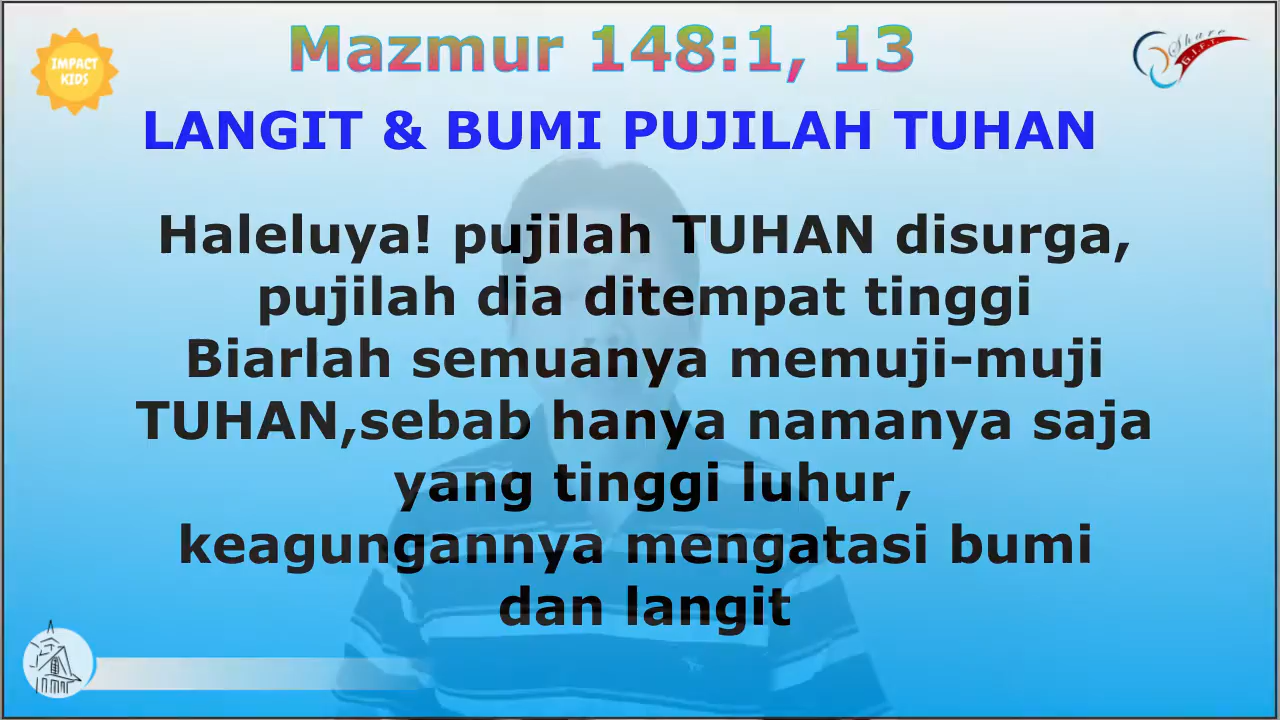 Mazmur 148:1, 13
IMPACT
KIDS
Share
G.I.F.T
LANGIT & BUMI PUJILAH TUHAN
Haleluya! pujilah TUHAN disurga,
pujilah dia ditempat tinggi
Biarlah semuanya memuji-muji
TUHAN,sebab hanya namanya saja
yang tinggi luhur,
keagungannya mengatasi bumi
dan langit